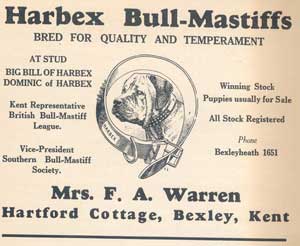 Harbex Bull-Mastiffs
BRED FOR QUALITY AND TEMPERAMENT
AT STUD
BIG BILL OF HARBEX
DOMINIC of HARBEX
Kent Representative
British Bull-Mastiff
League.
Vice-President
Southern Bull-Mastiff
Society.
HARBEX
Winning Stock
Puppies usually for Sale
All Stock Registered
Phone
Bexleyheath 1651
Mrs. F. A. Warren
Hartford Cottage, Bexley, Kent